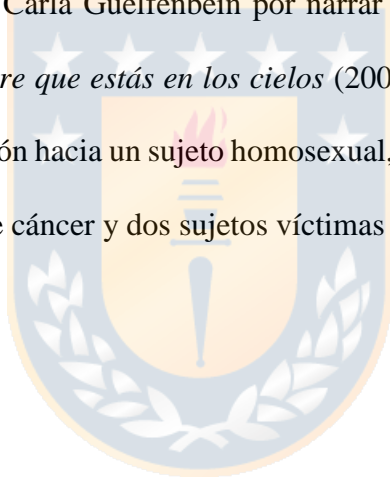 Carla Guelfenbein por narrar
re que estás en los cielos (200
ón hacia un sujeto homosexual,
e cáncer y dos sujetos víctimas